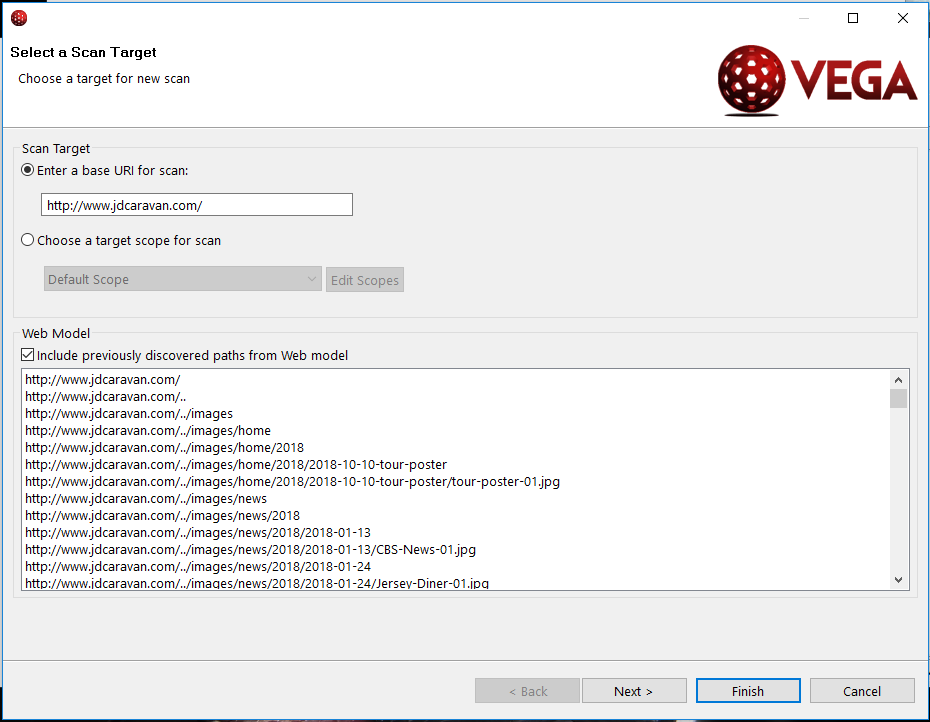 Select a Scan Target
Choose a target for new scan
VEGA
Scan Target
Enter a base URI for scan:
http://www.jdcaravan.com/
Choose a target scope for scan
Default Scope
Edit Scopes
Web Model
Include previously discovered paths from Web model
http://www.jdcaravan.com/
http://www.jdcaravan.com/..
http://www.jdcaravan.com/../images
http://www.jdcaravan.com/../images/home
http://www.jdcaravan.com/../images/home/2018
http://www.jdcaravan.com/../images/home/2018/2018-10-10-tour-poster
http://www.jdcaravan.com/../images/home/2018/2018-10-10-tour-poster/tour-poster-01.jpg
http://www.jdcaravan.com/../images/news
http://www.jdcaravan.com/../images/news/2018
http://www.jdcaravan.com/../images/news/2018/2018-01-13
http://www.jdcaravan.com/../images/news/2018/2018-01-13/CBS-News-01.jpg
http://www.jdcaravan.com/../images/news/2018/2018-01-24
http://www.jdcaravan.com/../images/news/2018/2018-01-24/Jersey-Diner-01.jpg
< Back
Next >
Finish
Cancel